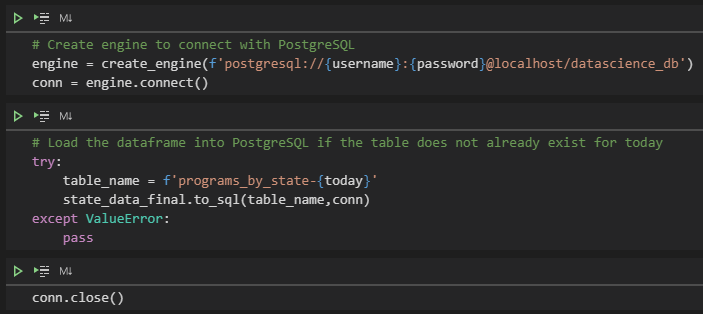 M↓
# Create engine to connect with PostgreSQL
engine = create_engine(f'postgresql://{username}:{password}@localhost/datascience_db')
conn = engine.connect()
M↓
# Load the dataframe into PostgreSQL if the table does not already exist for today
try:
    table_name = f'programs_by_state-{today}'
    state_data_final.to_sql(table_name,conn)
except ValueError:
    pass
M↓
conn.close()